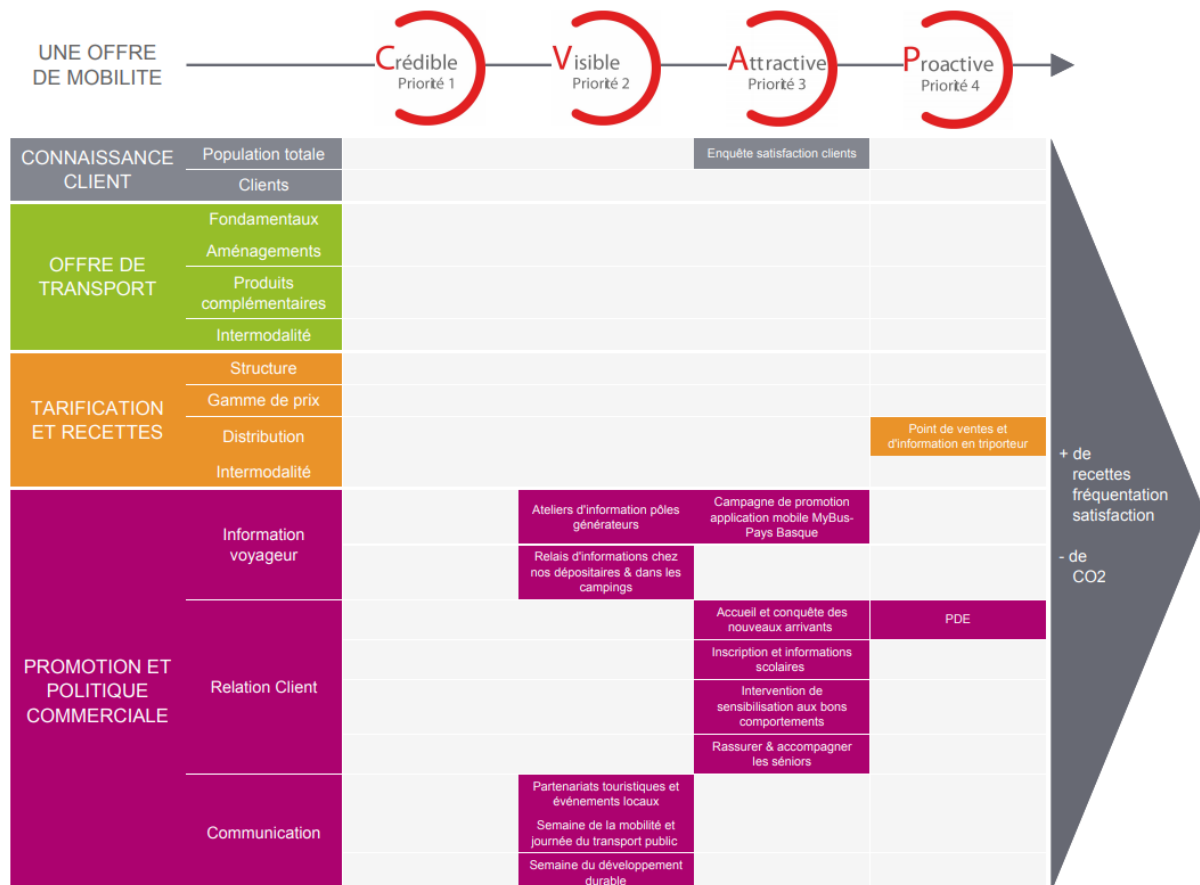 UNE OFFRE
DE MOBILITE
Crédible
Priorité 1
Visible
Priorité 2
Attractive
Priorité 3
Proactive
Priorité 4
CONNAISSANCE
CLIENT
Population totale
Enquête satisfaction clients
Clients
OFFRE DE
TRANSPORT
Fondamentaux
Aménagements
Produits
complémentaires
Intermodalité
TARIFICATION
ET RECETTES
Structure
Gamme de prix
Distribution
Point de ventes et
d'information en triporteur
Intermodalité
PROMOTION ET
POLITIQUE
COMMERCIALE
Information
voyageur
Ateliers d'information pôles
générateurs
Campagne de promotion
application mobile MyBus-
Pays Basque
Relais d'informations chez
nos dépositaires & dans les
campings
Relation Client
Accueil et conquête des
nouveaux arrivants
PDE
Inscription et informations
scolaires
Intervention de
sensibilisation aux bons
comportements
Rassurer & accompagner
les séniors
Communication
Partenariats touristiques et
événements locaux
Semaine de la mobilité et
journée du transport public
Semaine du développement
durable
+ de
recettes
fréquentation
satisfaction
- de
CO2